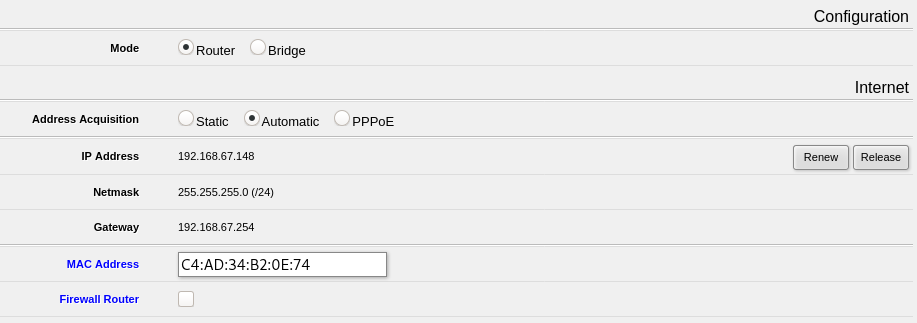 Configuration
Mode Router Bridge
Internet
Address Acquisition Static Automatic PPPoE
IP Address 192.168.67.148 Renew Release
Netmask 255.255.255.0 (/24)
Gateway 192.168.67.254
MAC Address C4:AD:34:B2:0E:74
Firewall Router